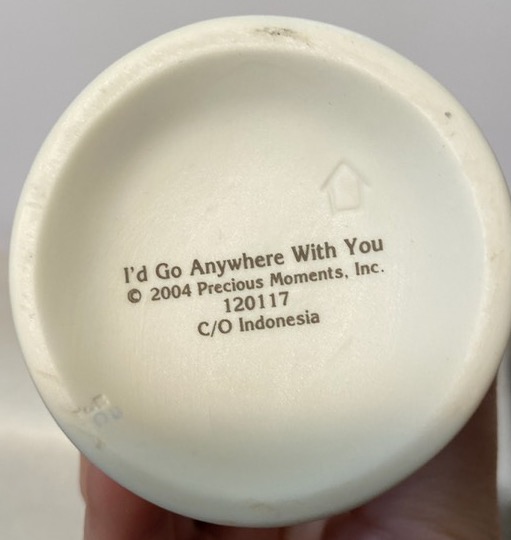 I'd Go Anywhere With You
© 2004 Precious Moments, Inc.
120117
C/O Indonesia